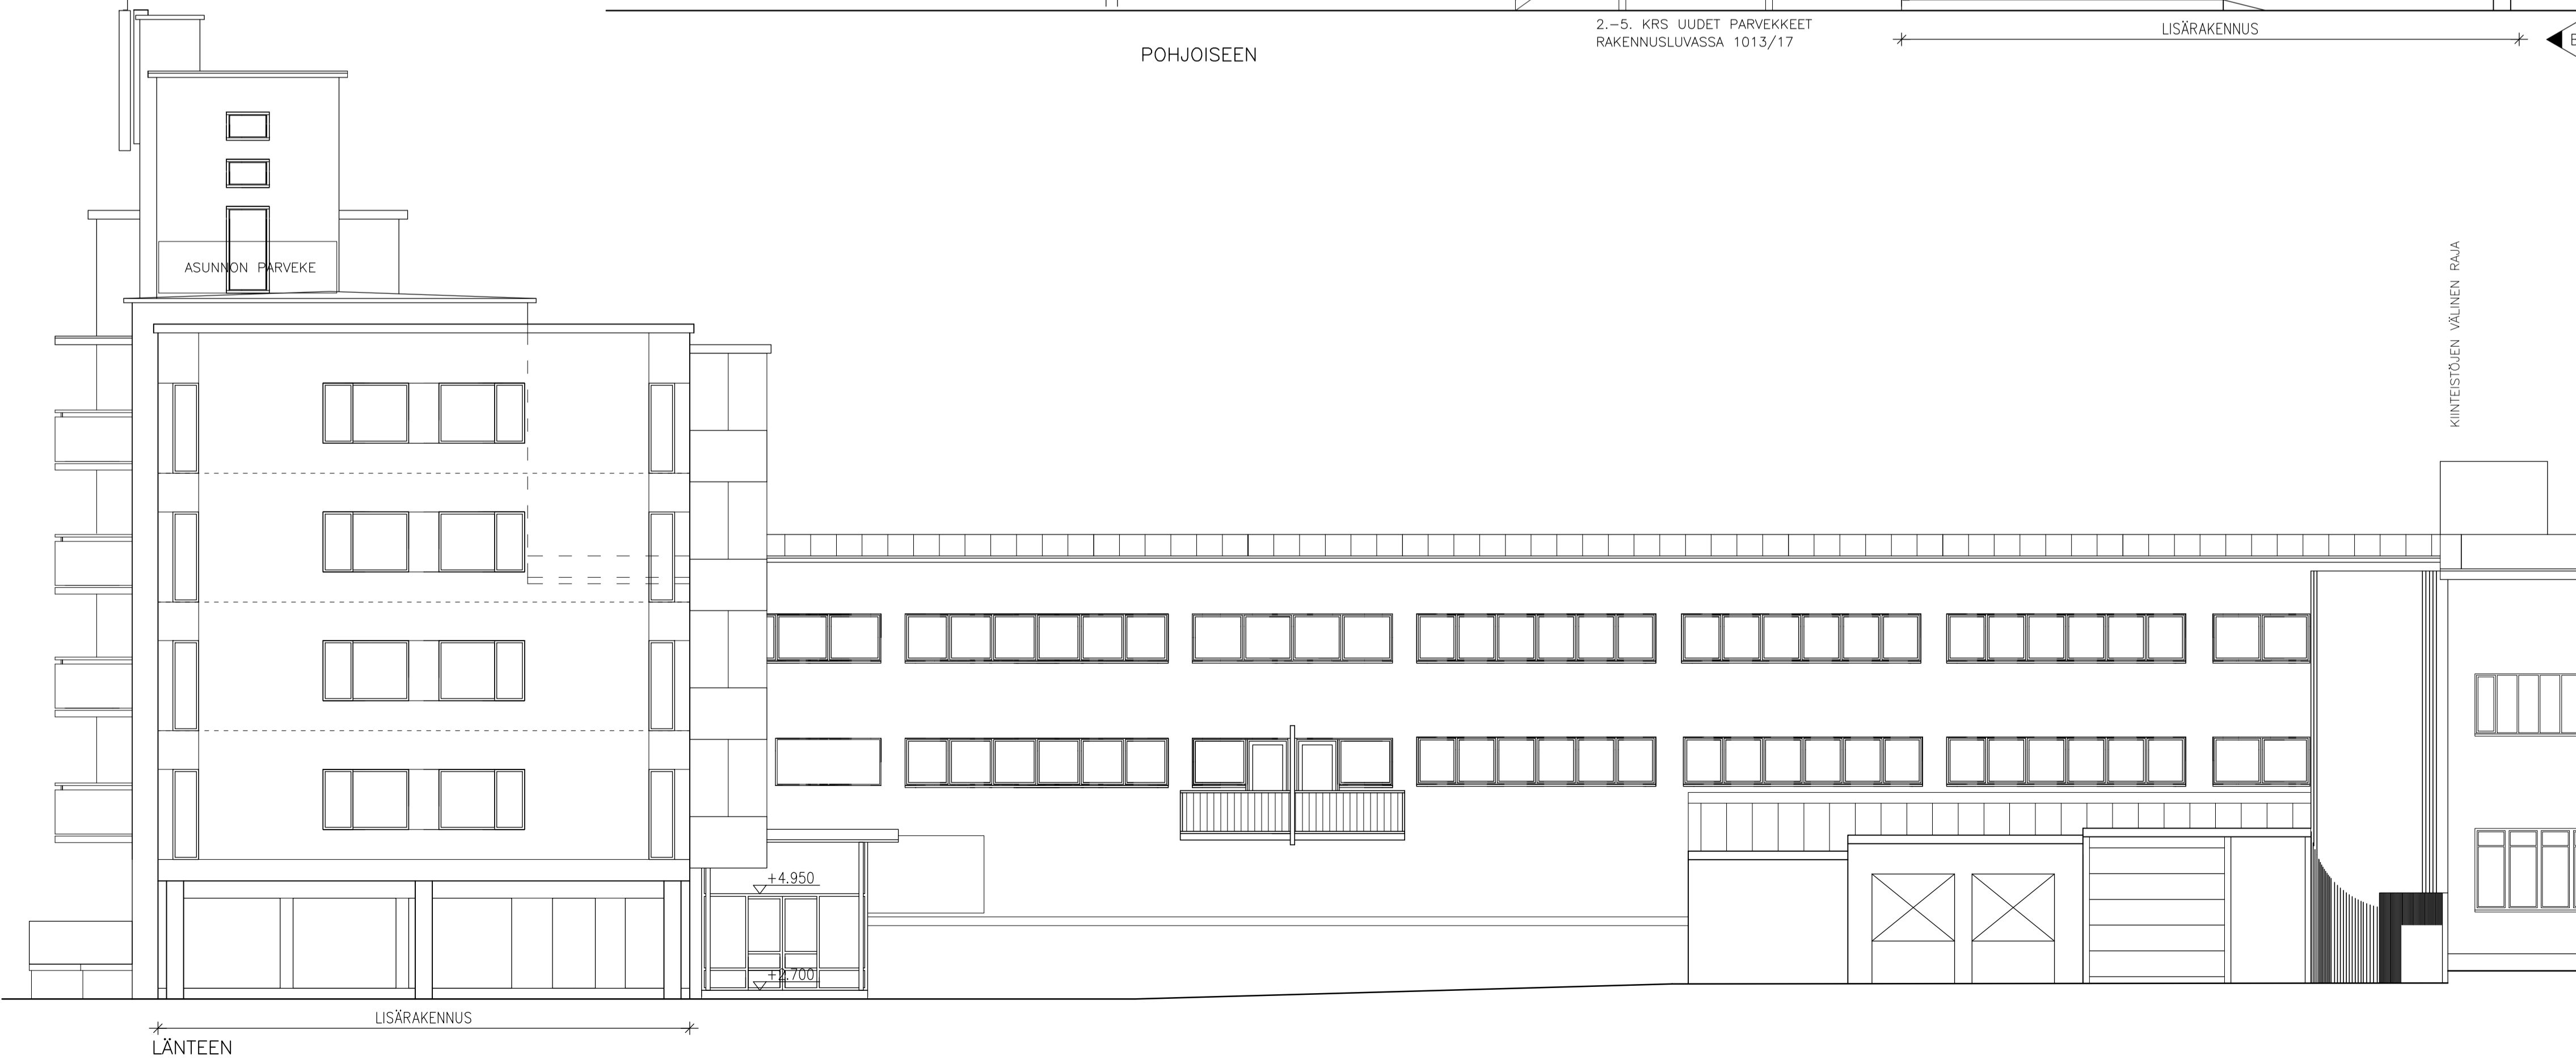 2.–5. KRS UUDET PARVEKKEET
RAKENNUSLUVASSA 1013/17
LISÄRAKENNUS
POHJOISEEN
ASUNNON PARVEKE
KIINTEISTÖJEN VÄLINEN RAJA
+4.950
+2.700
LISÄRAKENNUS
LÄNTEEN